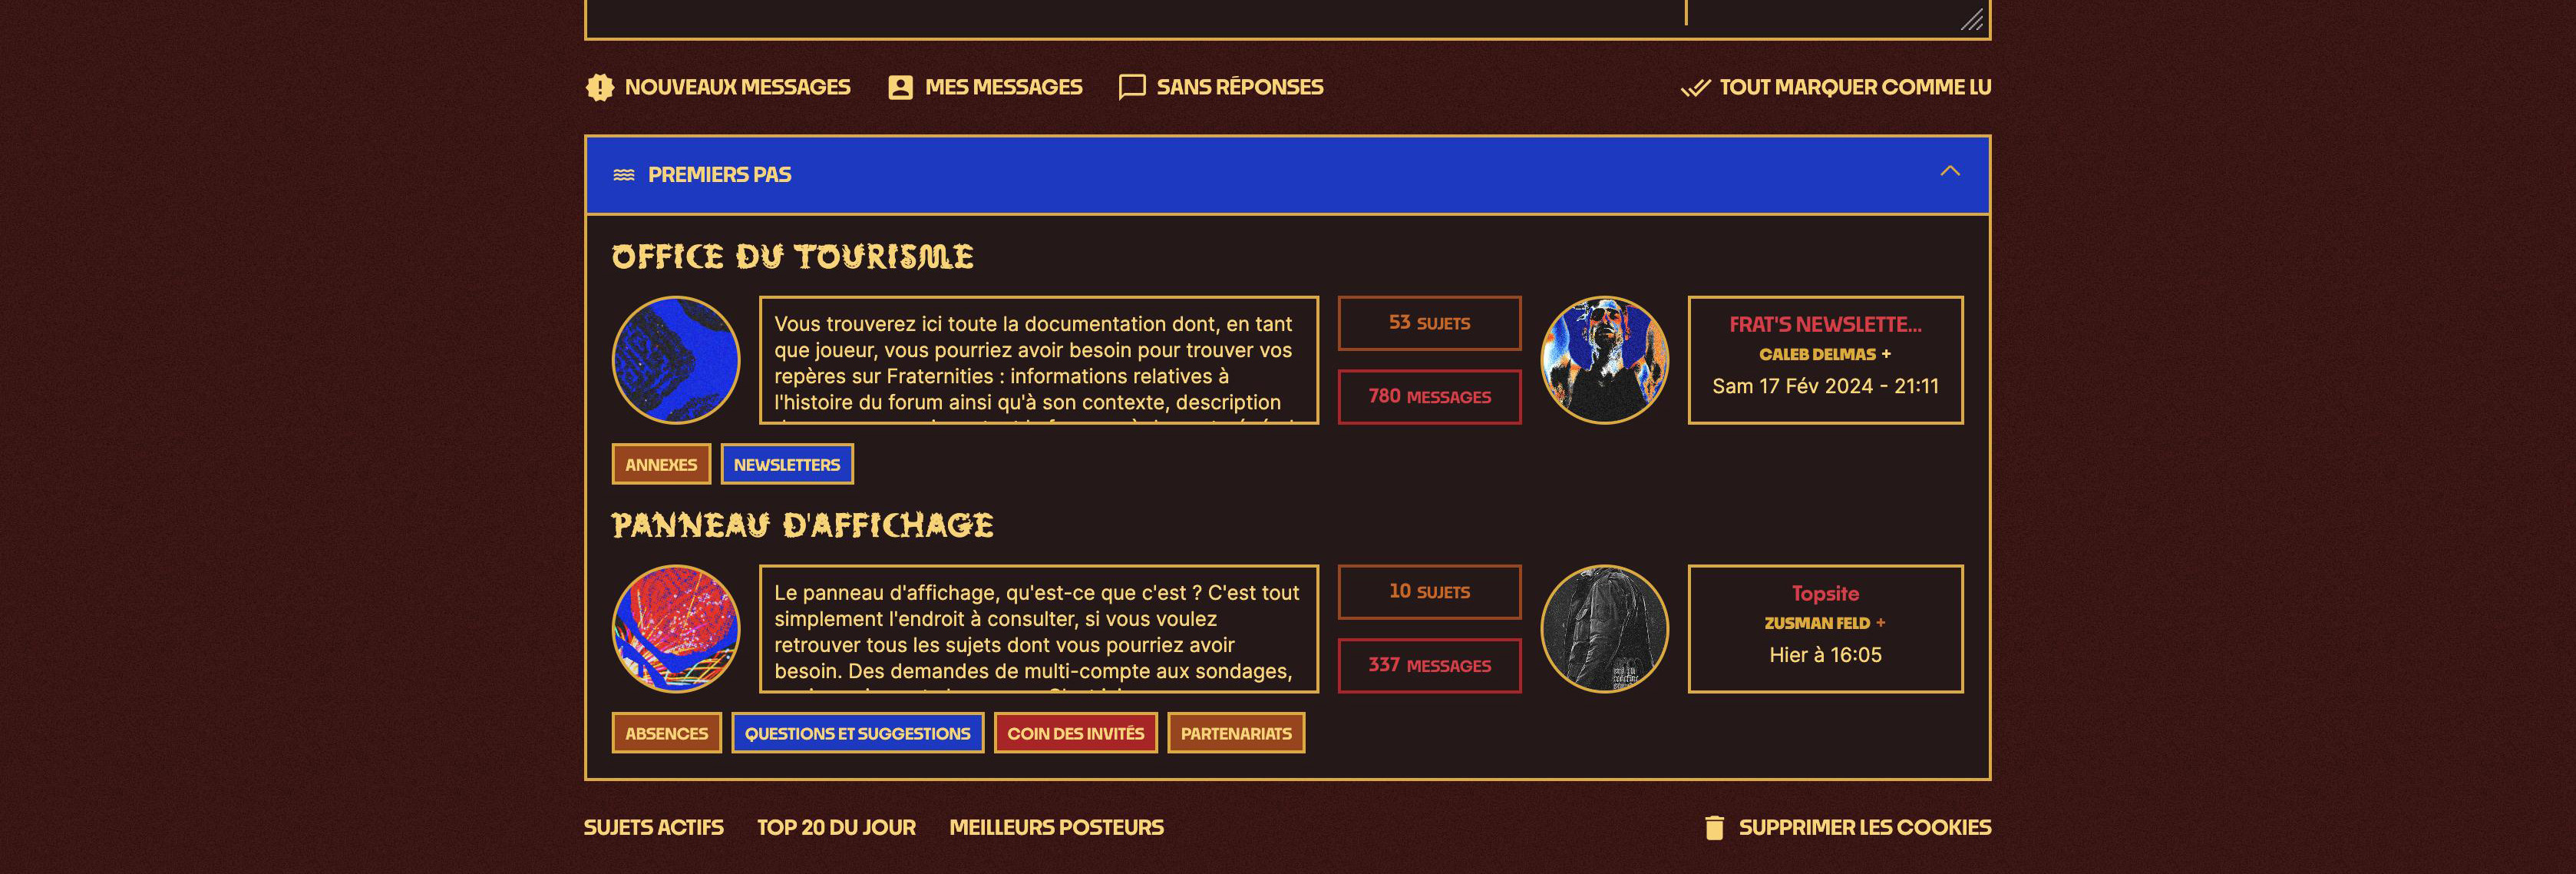 NOUVEAUX MESSAGES MES MESSAGES SANS RÉPONSES TOUT MARQUER COMME LU
PREMIERS PAS
OFFICE DU TOURISME
Vous trouverez ici toute la documentation dont, en tant
que joueur, vous pourriez avoir besoin pour trouver vos
repères sur Fraternities : informations relatives à
l'histoire du forum ainsi qu'à son contexte, description
53 SUJETS
780 MESSAGES
FRAT'S NEWSLETTE...
CALEB DELMAS +
Sam 17 Fév 2024 - 21:11
ANNEXES NEWSLETTERS
PANNEAU D'AFFICHAGE
Le panneau d'affichage, qu'est-ce que c'est ? C'est tout
simplement l'endroit à consulter, si vous voulez
retrouver tous les sujets dont vous pourriez avoir
besoin. Des demandes de multi-compte aux sondages,
10 SUJETS
337 MESSAGES
Topsite
ZUSMAN FELD +
Hier à 16:05
ABSENCES QUESTIONS ET SUGGESTIONS COIN DES INVITÉS PARTENARIATS
SUJETS ACTIFS TOP 20 DU JOUR MEILLEURS POSTEURS SUPPRIMER LES COOKIES